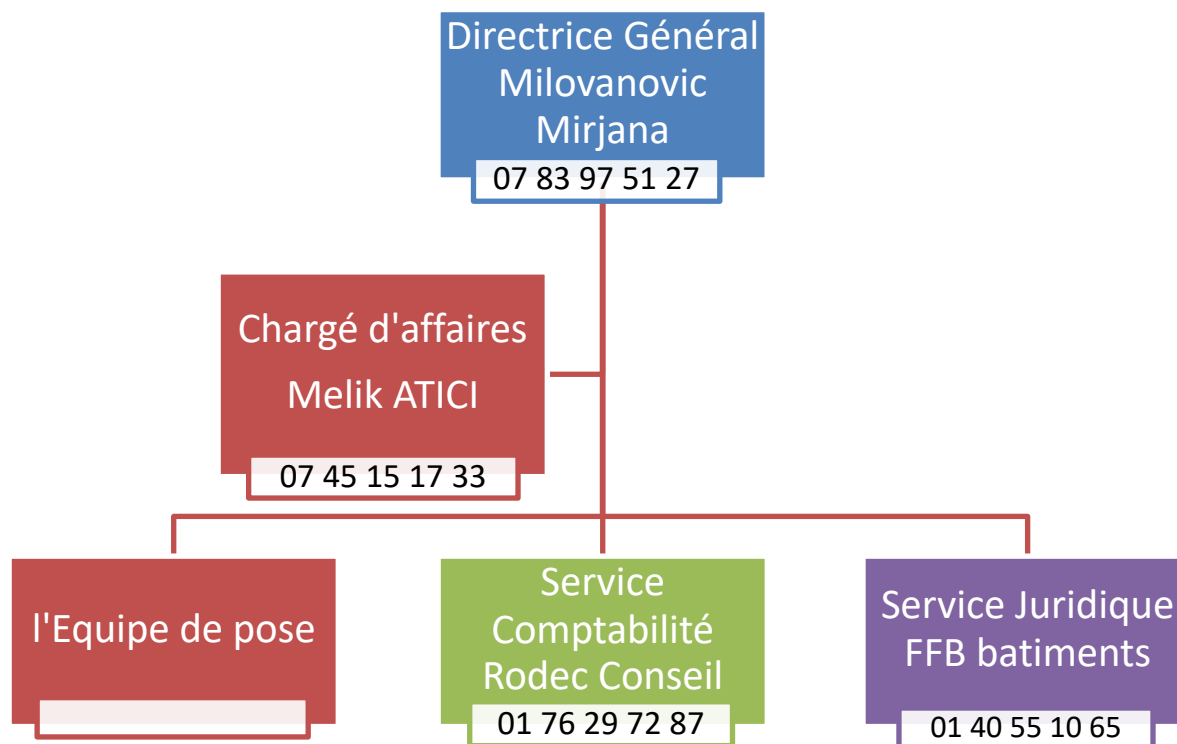 Directrice Général
Milovanovic
Mirjana
07 83 97 51 27
Chargé d'affaires
Melik ATICI
07 45 15 17 33
l'Equipe de pose
Service
Comptabilité
Rodec Conseil
01 76 29 72 87
Service Juridique
FFB batiments
01 40 55 10 65